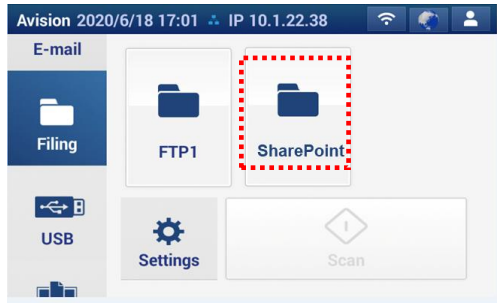 Avision 2020/6/18 17:01 IP 10.1.22.38
E-mail
Filing
FTP1
SharePoint
USB
Settings
Scan